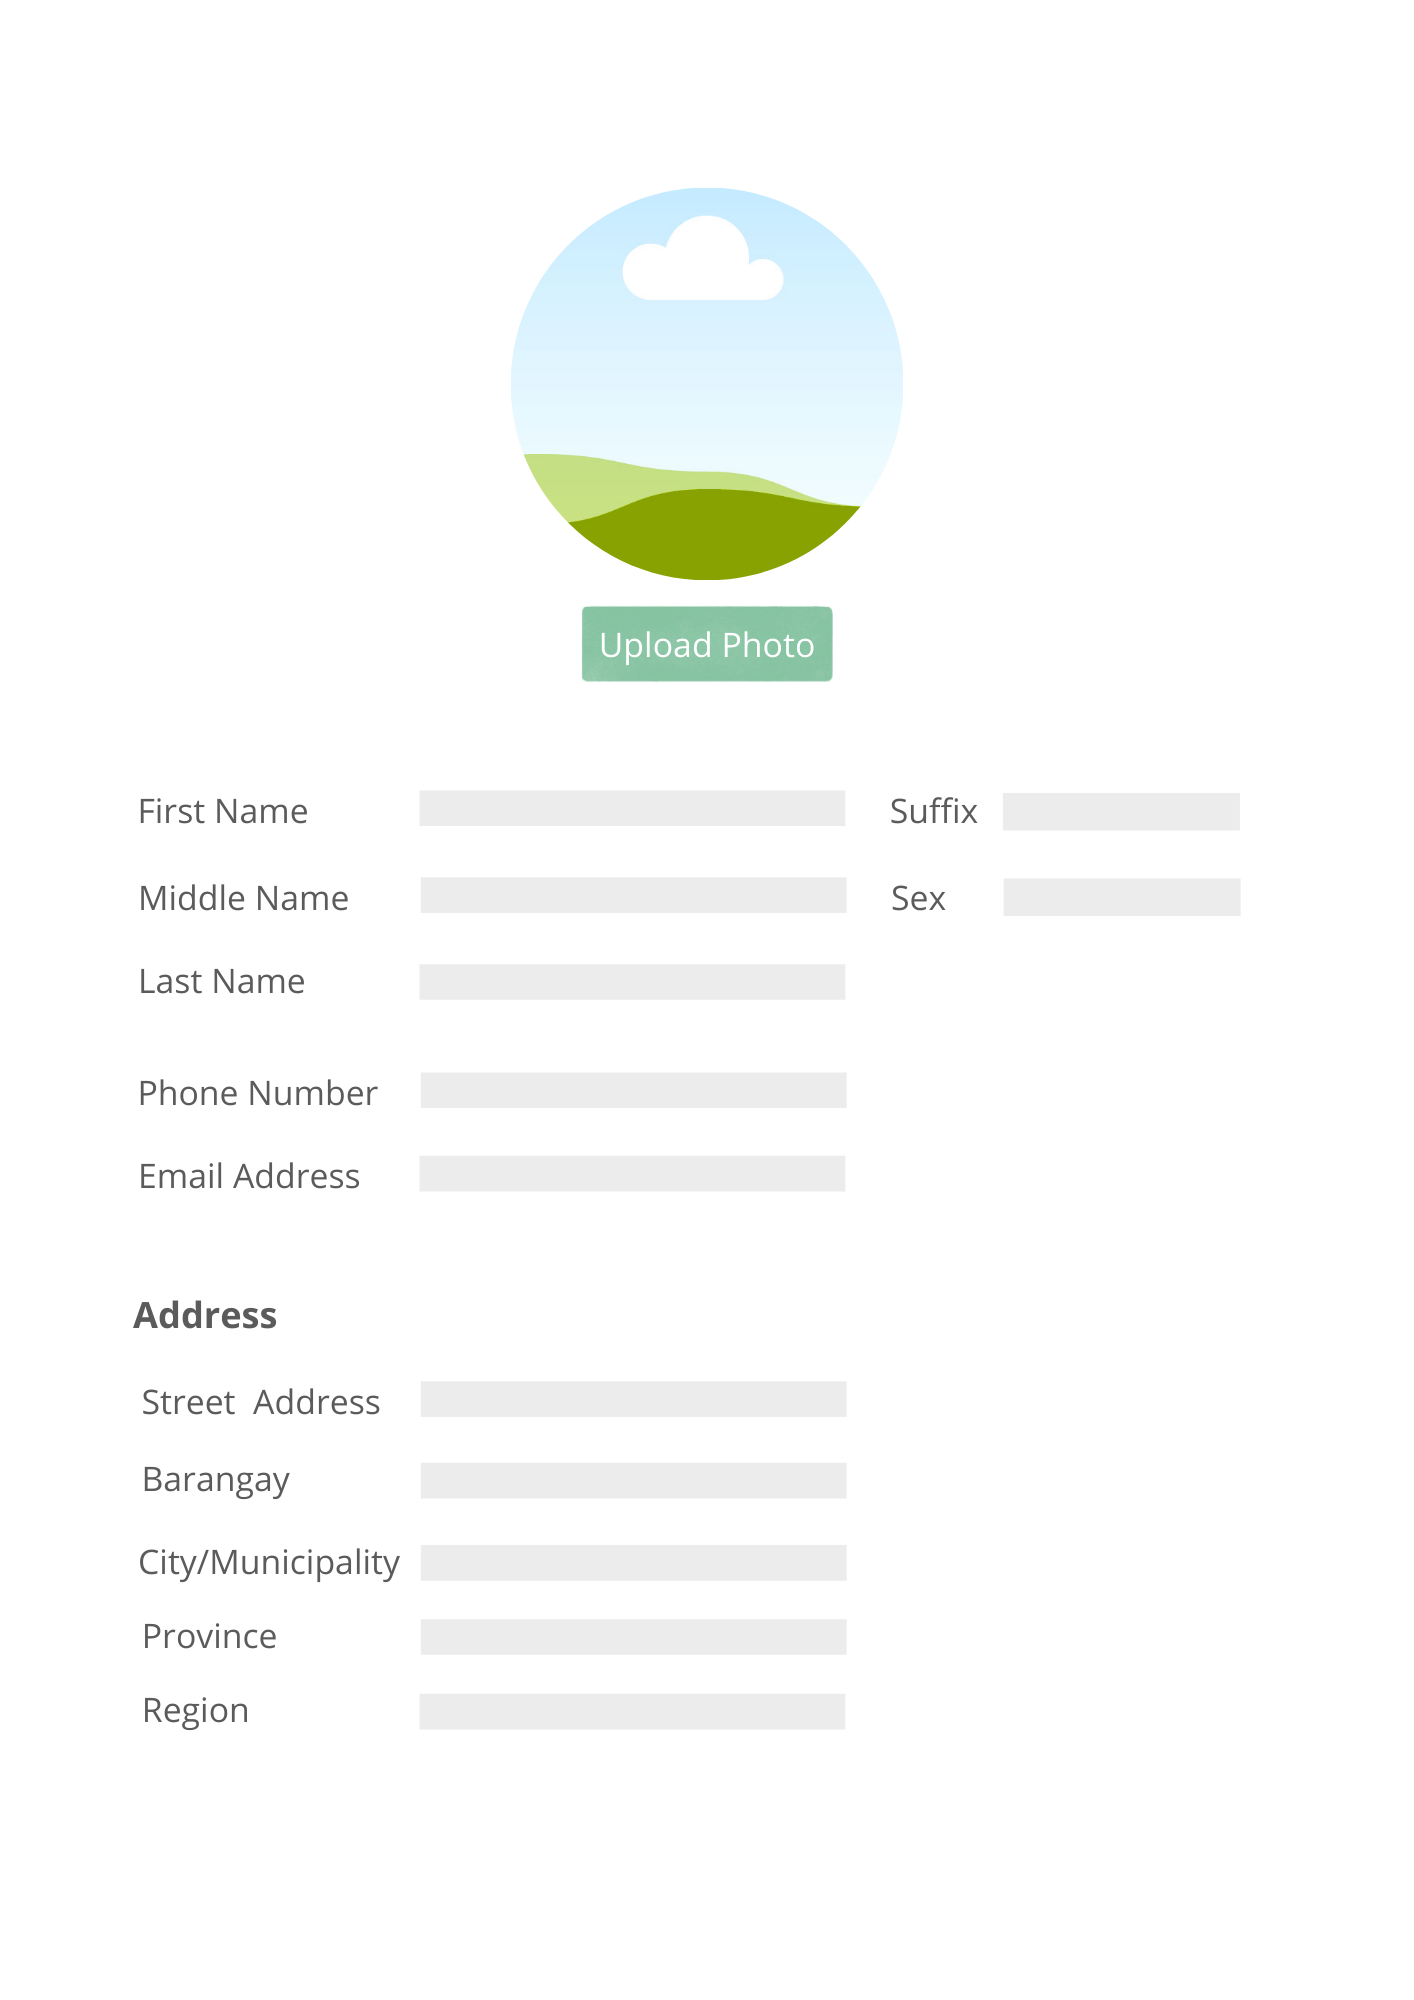 Upload Photo
First Name
Suffix
Middle Name
Sex
Last Name
Phone Number
Email Address
Address
Street  Address
Barangay
City/Municipality
Province
Region